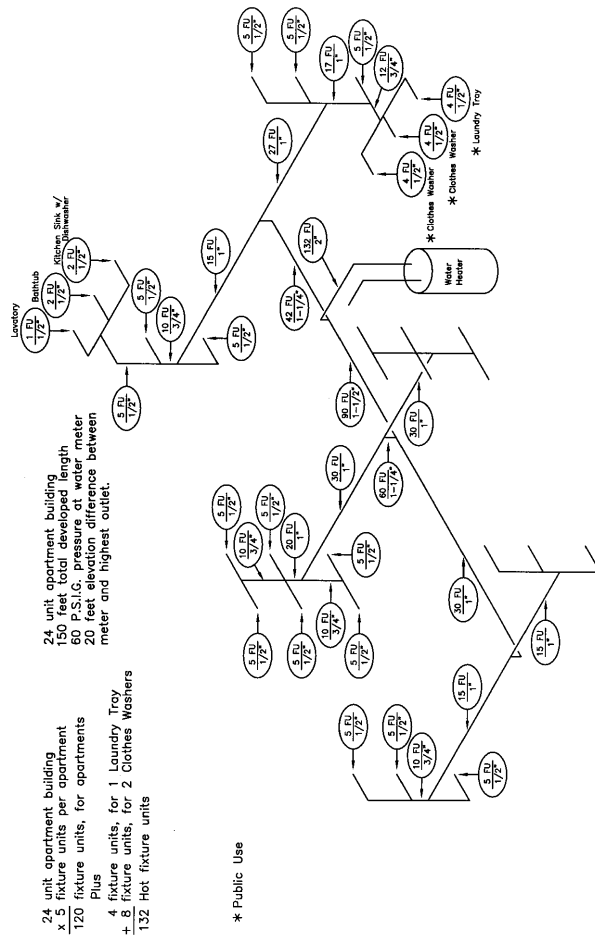 24 unit apartment building
x 5 fixture units per apartment
120 fixture units, for apartments
Plus
4 fixture units, for 1 Laundry Tray
+ 8 fixture units, for 2 Clothes Washers
132 Hot fixture units
* Public Use
24 unit apartment building
150 feet total developed length
60 P.S.I.G. pressure at water meter
20 feet elevation difference between
meter and highest outlet.
Lavatory
1 FU
1/2"
Bathtub
2 FU
1/2"
Kitchen Sink w/
Dishwasher
2 FU
1/2"
5 FU
1/2"
5 FU
1/2"
10 FU
3/4"
5 FU
1/2"
15 FU
1"
27 FU
1"
5 FU
1/2"
5 FU
1/2"
17 FU
1"
5 FU
1/2"
12 FU
3/4"
4 FU
1/2"
* Laundry Tray
4 FU
1/2"
* Clothes Washer
4 FU
1/2"
* Clothes Washer
42 FU
1-1/4"
132 FU
2"
Water
Heater
90 FU
1-1/2"
30 FU
1"
60 FU
1-1/4"
30 FU
1"
5 FU
1/2"
10 FU
3/4"
5 FU
1/2"
20 FU
1"
5 FU
1/2"
5 FU
1/2"
5 FU
1/2"
10 FU
3/4"
5 FU
1/2"
30 FU
1"
15 FU
1"
15 FU
1"
5 FU
1/2"
5 FU
1/2"
10 FU
3/4"
5 FU
1/2"